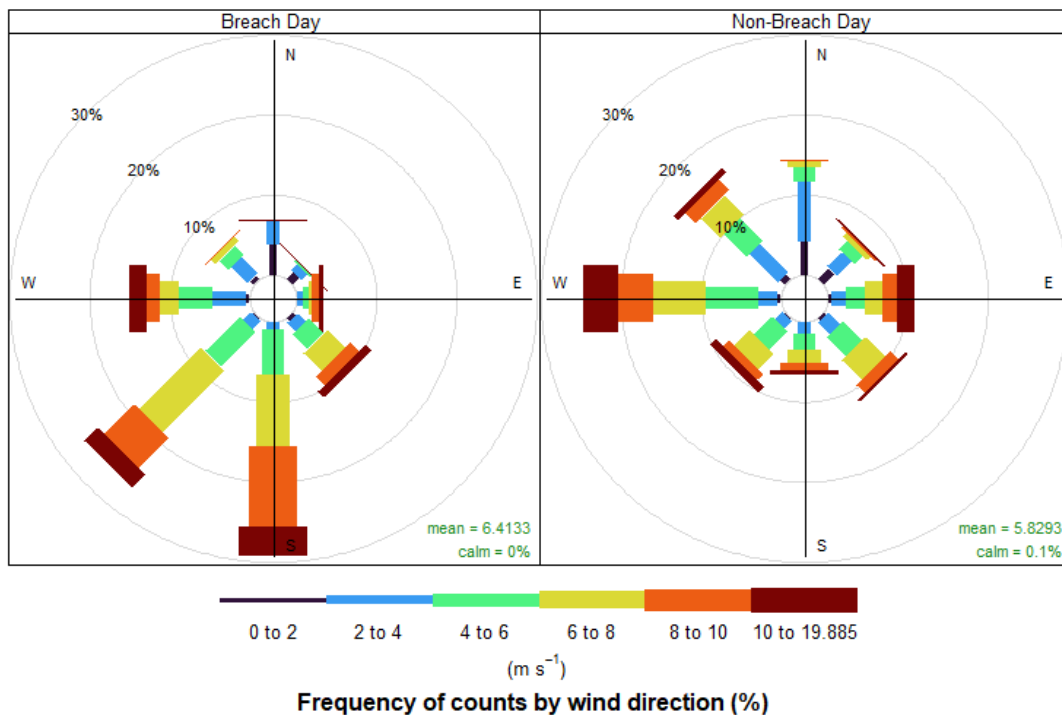 Breach Day
N
30%
20%
10%
W
E
S
mean = 6.4133
calm = 0%
Non-Breach Day
N
30%
20%
10%
W
E
S
mean = 5.8293
calm = 0.1%
0 to 2 2 to 4 4 to 6 6 to 8 8 to 10 10 to 19.885
(m s⁻¹)
Frequency of counts by wind direction (%)